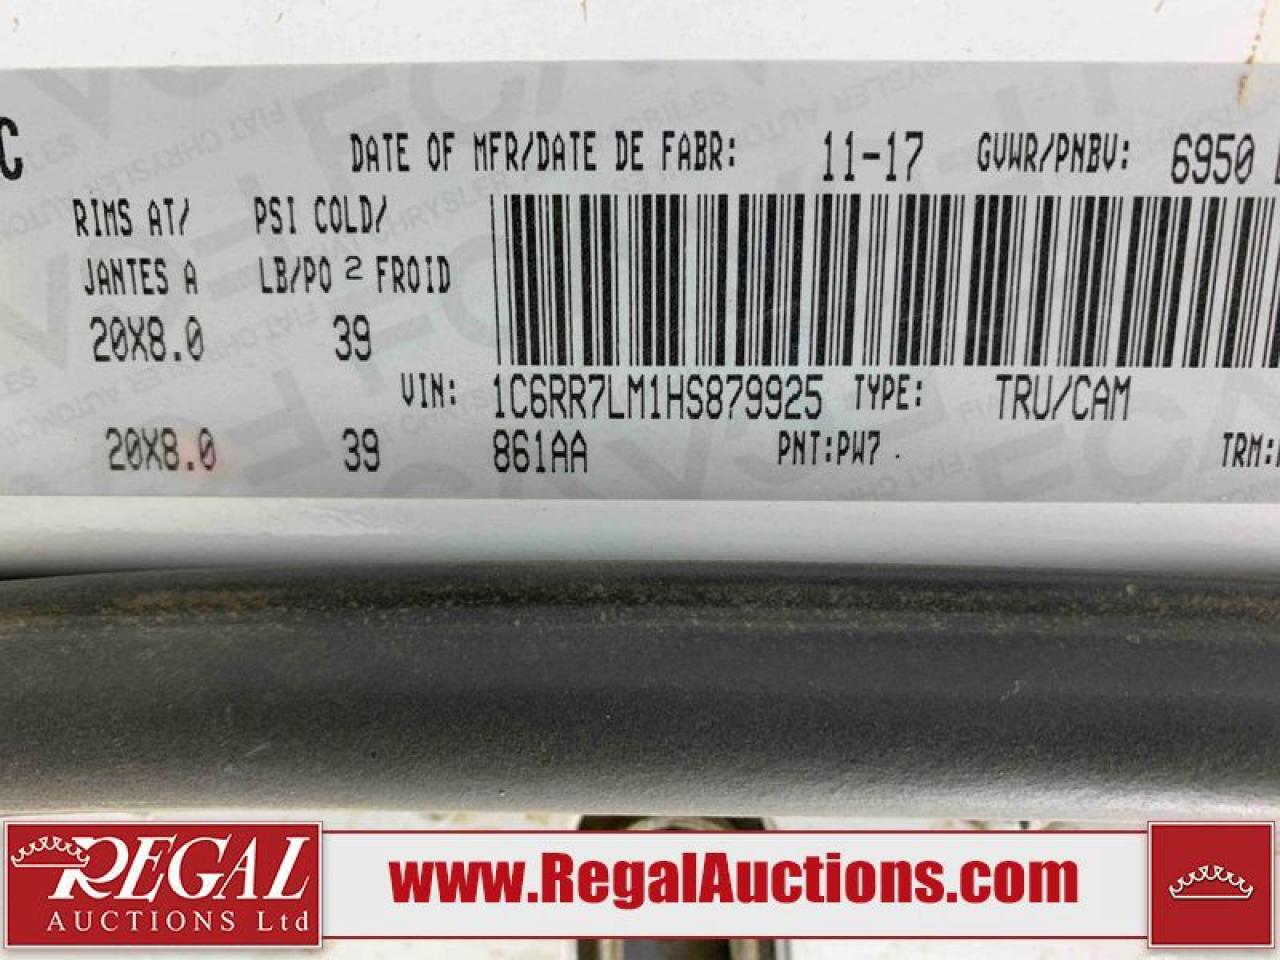 C
DATE OF MFR/DATE DE FABR: 11-17 GVWR/PNBV: 6950
RIMS AT/ PSI COLD/
JANTES A LB/PO 2 FROID
20X8.0 39
VIN: 1C6RR7LM1HS879925 TYPE: TRU/CAM
20X8.0 39 861AA PNT:PW7 TRM:
REGAL
AUCTIONS Ltd
www.RegalAuctions.com